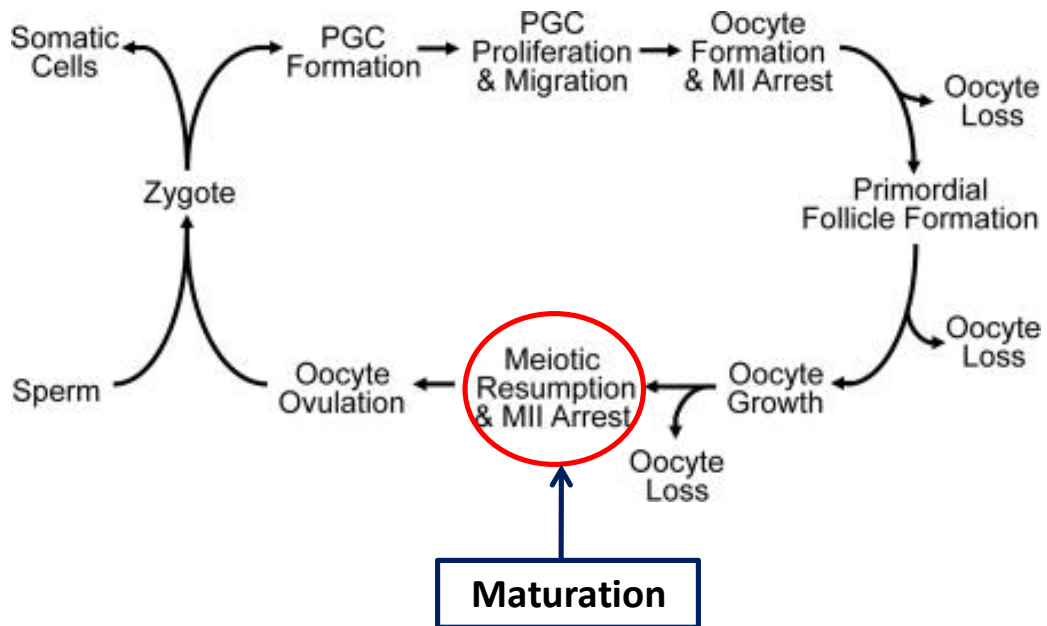 Somatic
Cells
PGC
Formation
PGC
Proliferation
& Migration
Oocyte
Formation
& MI Arrest
Oocyte
Loss
Primordial
Follicle Formation
Oocyte
Loss
Oocyte
Growth
Oocyte
Loss
Meiotic
Resumption
& MII Arrest
Oocyte
Ovulation
Sperm
Zygote
Maturation